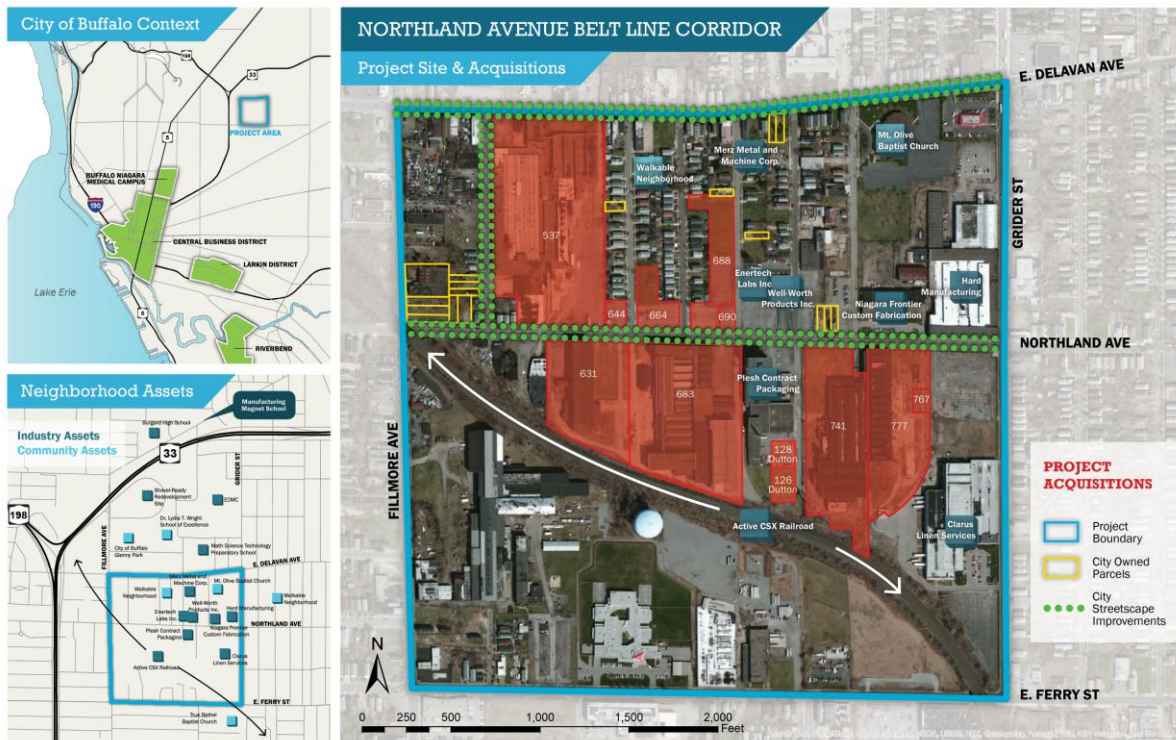 City of Buffalo Context
198
33
5
PROJECT AREA
BUFFALO NIAGARA
MEDICAL CAMPUS
190
CENTRAL BUSINESS DISTRICT
LARKIN DISTRICT
Lake Erie
5
RIVERBEND
Neighborhood Assets
Manufacturing
Magnet School
Burgard High School
Industry Assets
Community Assets
33
GRIDER ST
198
Shovel-Ready
Redevelopment
Site
ECMC
FILLMORE AVE
Dr. Lydia T. Wright
School of Excellence
City of Buffalo
Glenny Park
Math Science Technology
Preparatory School
E. DELAVAN AVE
Merz Metal and
Machine Corp.
Mt. Olive Baptist Church
Walkable
Neighborhood
Walkable
Neighborhood
Well-Worth
Products Inc.
Hard Manufacturing
Enertech
Labs Inc.
NORTHLAND AVE
Niagara Frontier
Custom Fabrication
Plesh Contract
Packaging
Active CSX Railroad
Clarus
Linen Services
E. FERRY ST
True Bethel
Baptist Church
NORTHLAND AVENUE BELT LINE CORRIDOR
Project Site & Acquisitions
E. DELAVAN AVE
Mt. Olive
Baptist Church
Merz Metal and
Machine Corp.
Walkable
Neighborhood
GRIDER ST
537
688
Enertech
Labs Inc
Well-Worth
Products Inc.
Hard
Manufacturing
Niagara Frontier
Custom Fabrication
644
664
690
NORTHLAND AVE
631
683
Plesh Contract
Packaging
741
777
767
128
Dutton
126
Dutton
FILLMORE AVE
Active CSX Railroad
Clarus
Linen Services
PROJECT
ACQUISITIONS
Project
Boundary
City Owned
Parcels
City
Streetscape
Improvements
N
E. FERRY ST
0 250 500 1,000 1,500 2,000
Feet